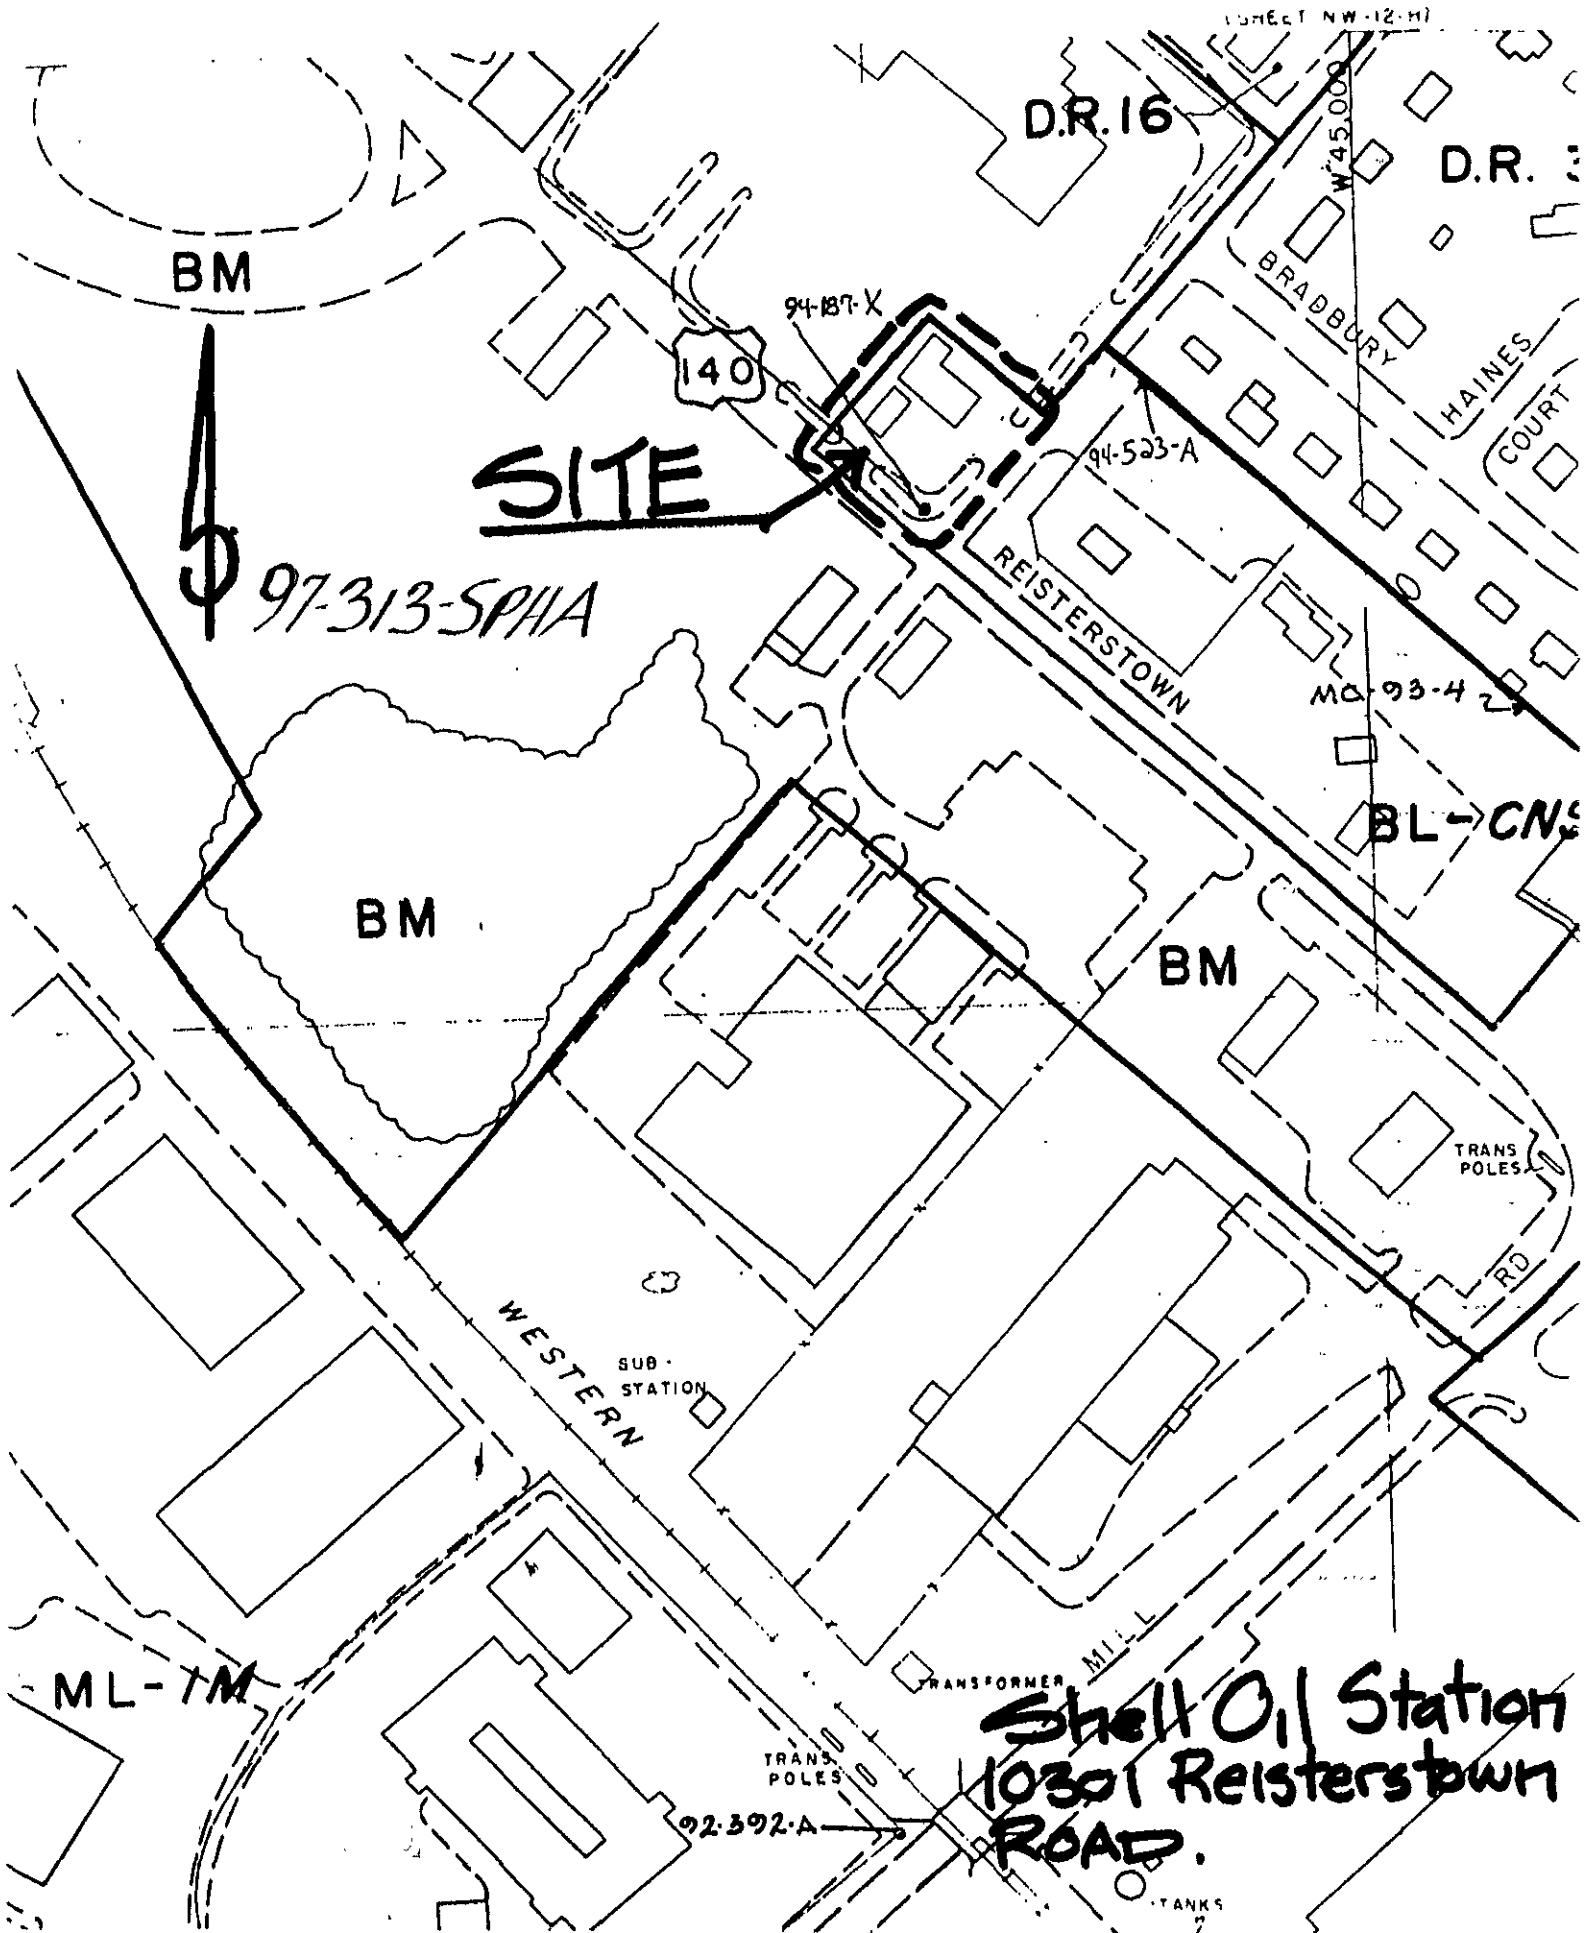 (SHEET NW-12-H)
D.R. 16
W 45,000
D.R. 3
BM
BRADBURY
94-187-X
140
HAINES
COURT
SITE
94-523-A
REISTERSTOWN
97-313-SPHA
MC-93-4
BL-CNS
BM
BM
TRANS
POLES
RD
WESTERN
SUB-
STATION
MILL
ML-IM
TRANSFORMER
Shell Oil Station
10301 Reisterstown
ROAD.
TRANS
POLES
92-392-A
TANKS